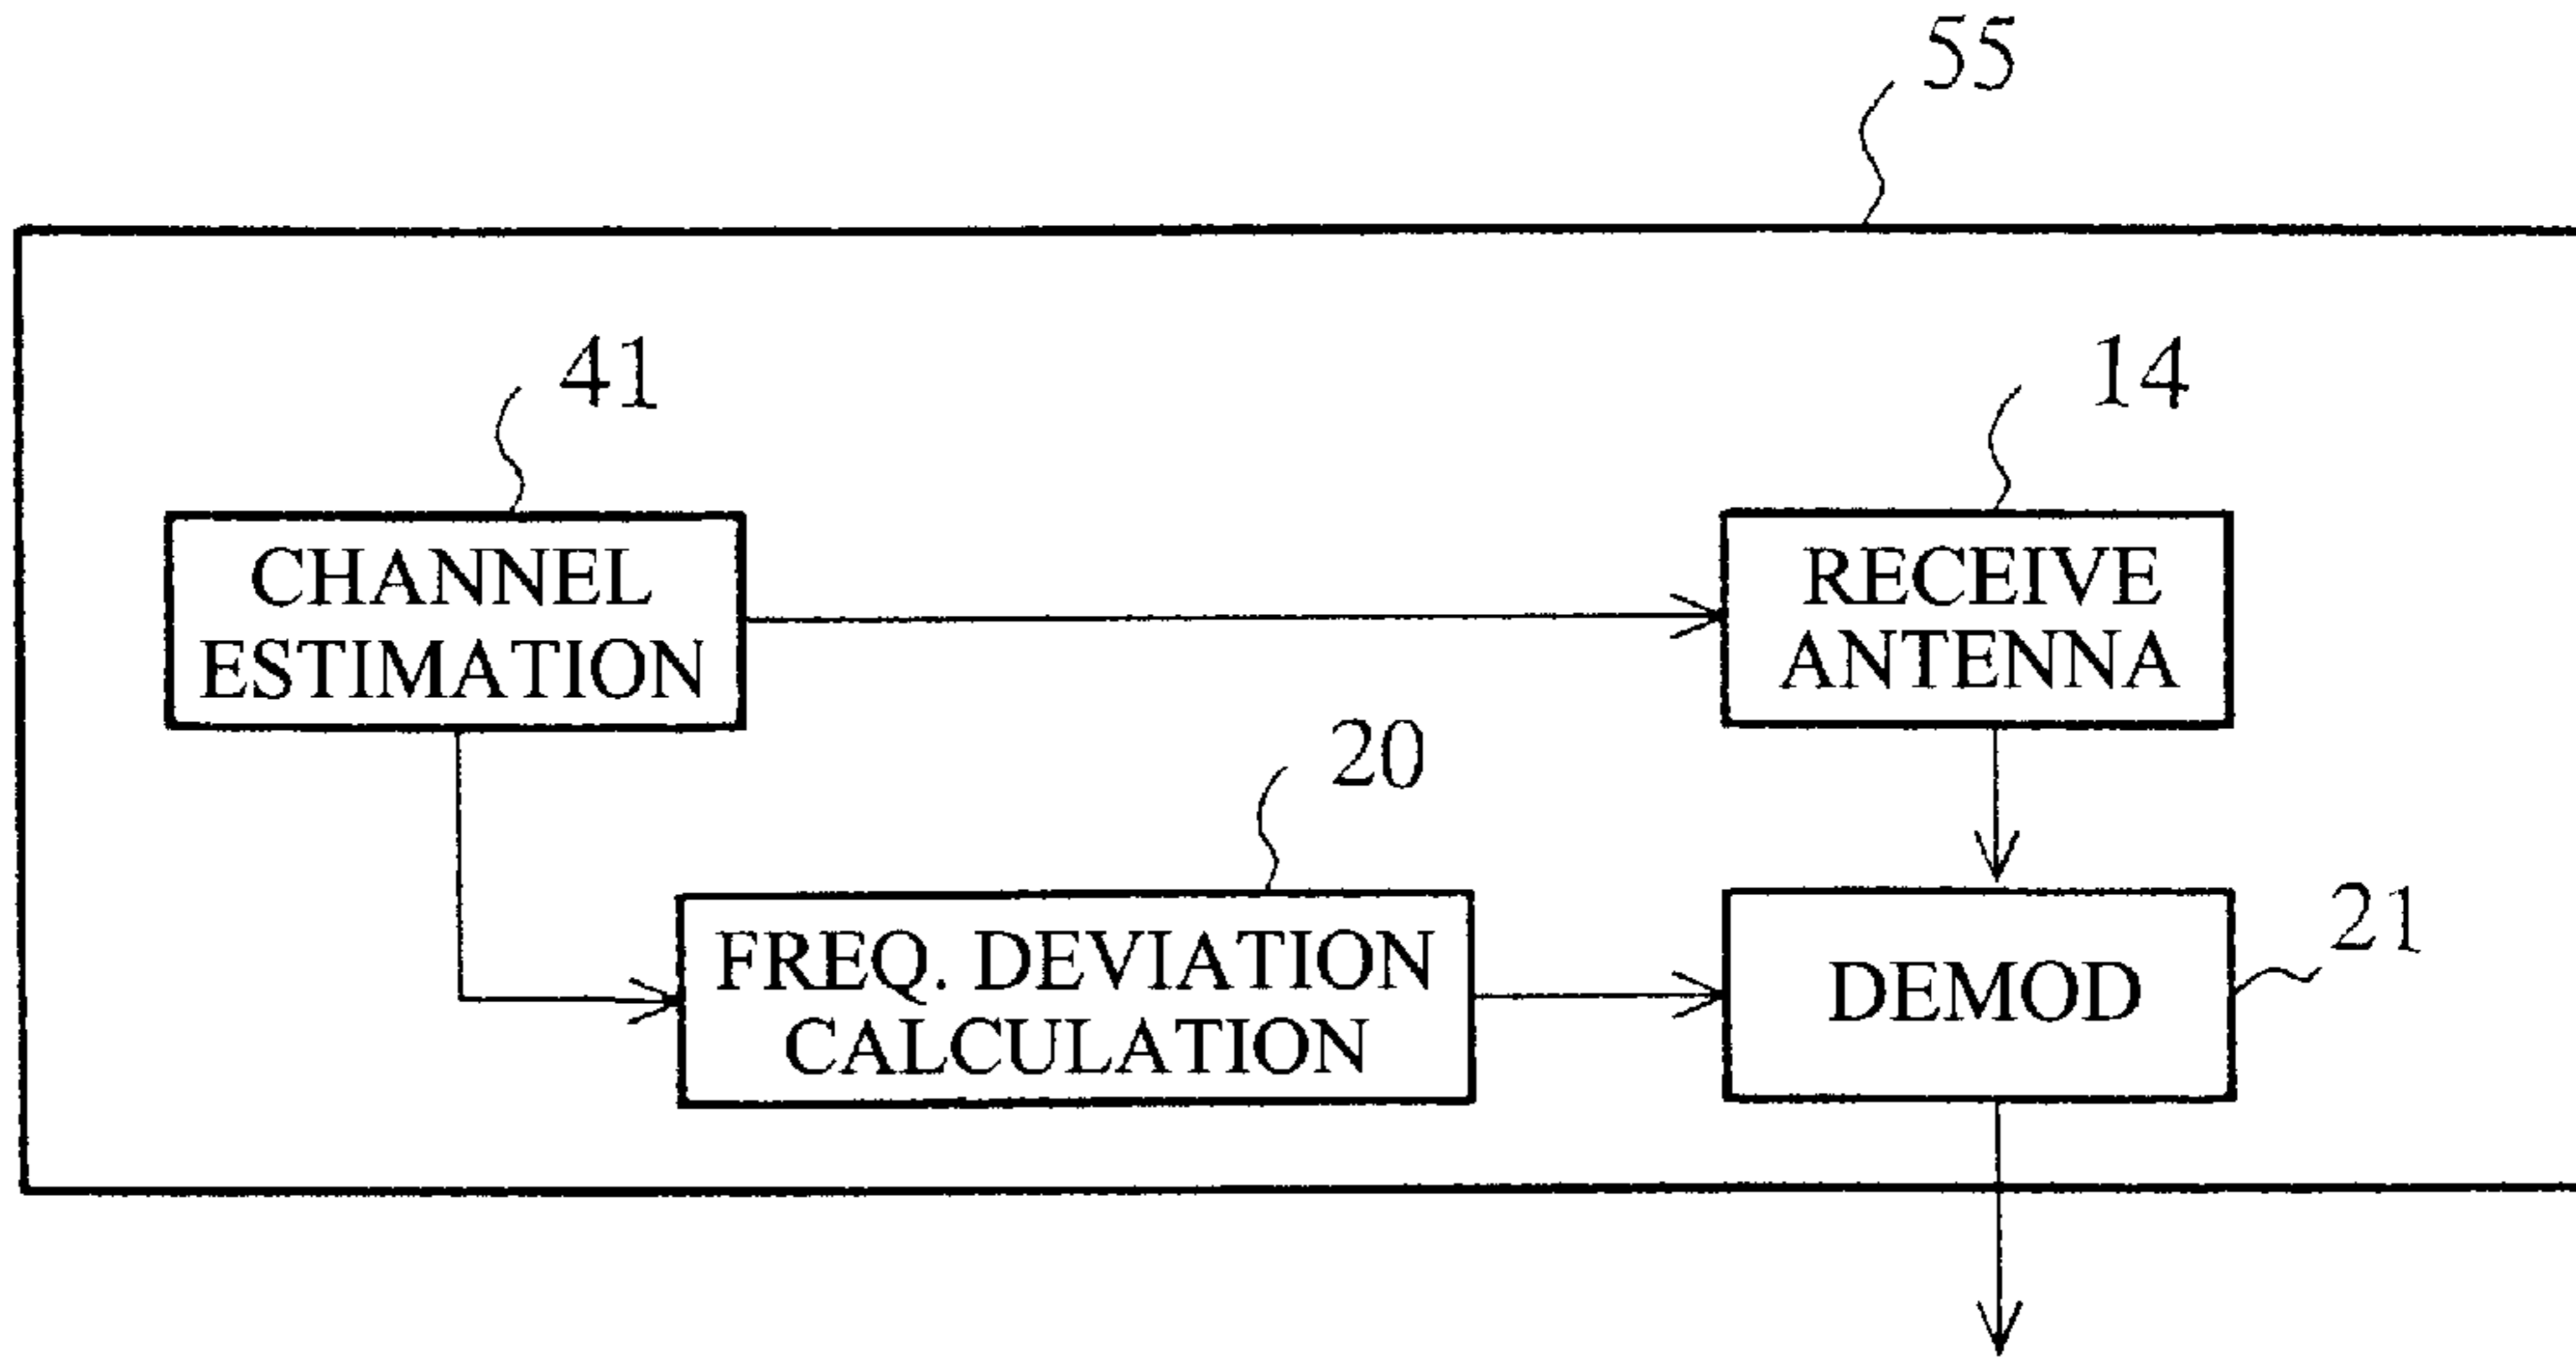 55
41
14
CHANNEL
ESTIMATION
RECEIVE
ANTENNA
20
FREQ. DEVIATION
CALCULATION
DEMOD
21